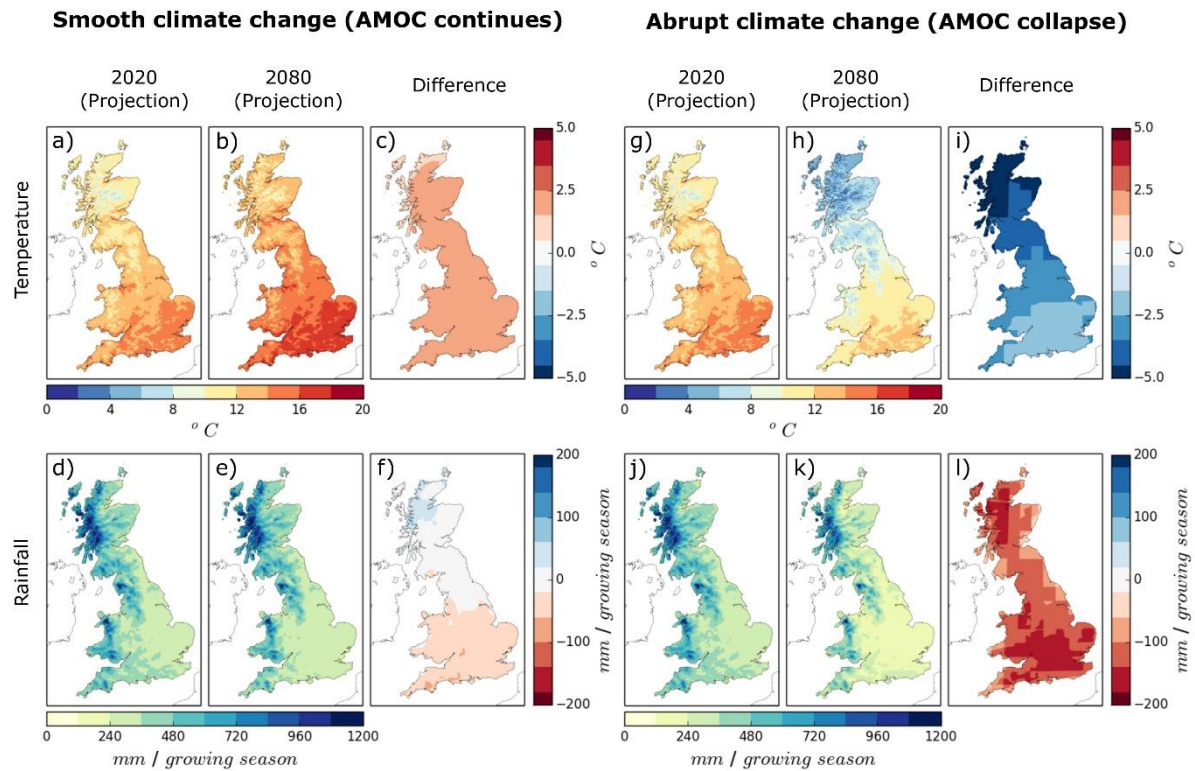 Smooth climate change (AMOC continues)
Abrupt climate change (AMOC collapse)
2020
(Projection)
2080
(Projection)
Difference
2020
(Projection)
2080
(Projection)
Difference
Temperature
a)
b)
c)
5.0
2.5
0.0
−2.5
−5.0
° C
g)
h)
i)
5.0
2.5
0.0
−2.5
−5.0
° C
0 4 8 12 16 20
° C
0 4 8 12 16 20
° C
Rainfall
d)
e)
f)
200
100
0
−100
−200
mm / growing season
j)
k)
l)
200
100
0
−100
−200
mm / growing season
0 240 480 720 960 1200
mm / growing season
0 240 480 720 960 1200
mm / growing season